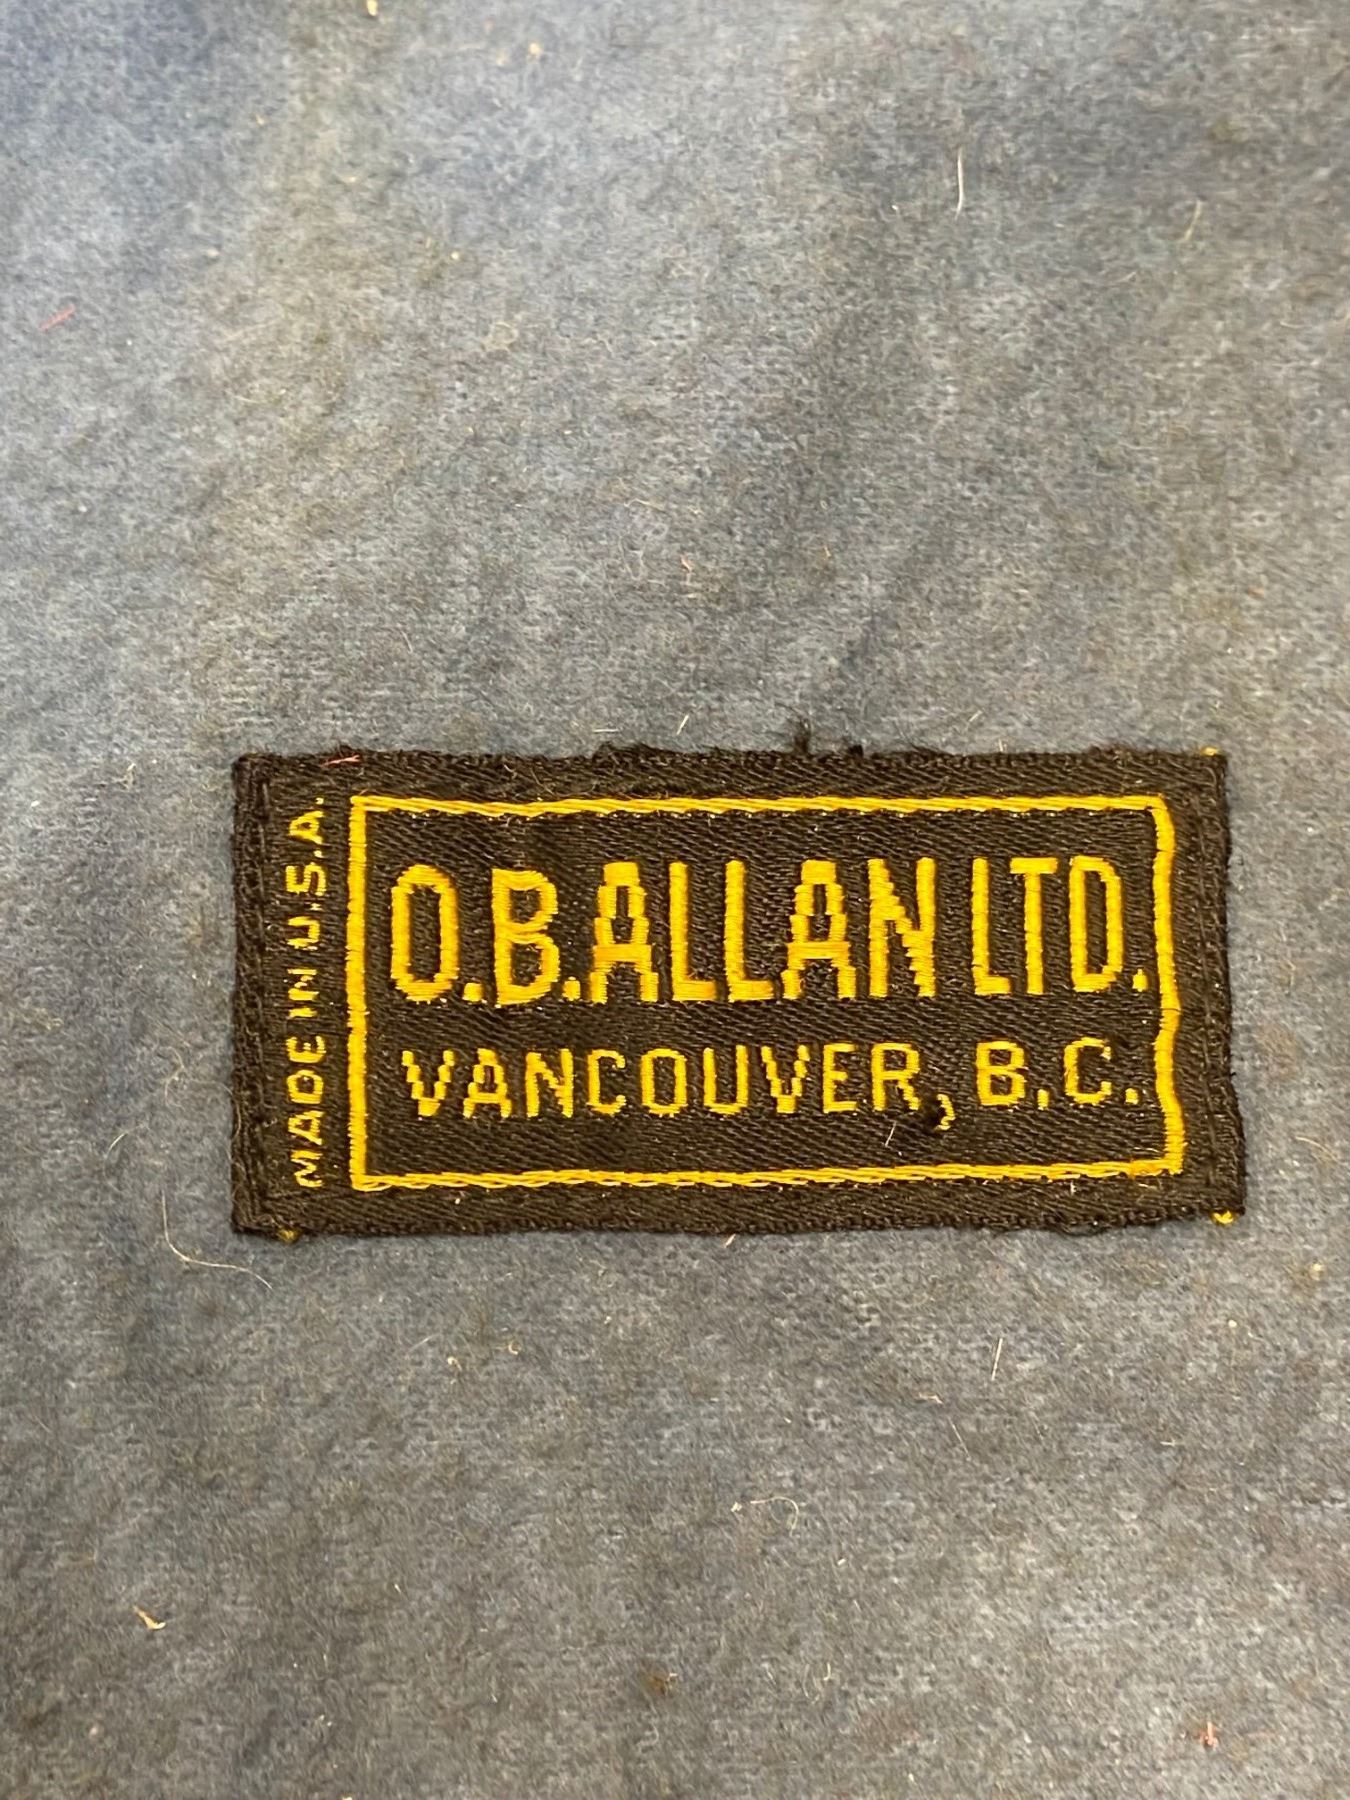 MADE IN U.S.A.
O.B.ALLAN LTD.
VANCOUVER, B.C.